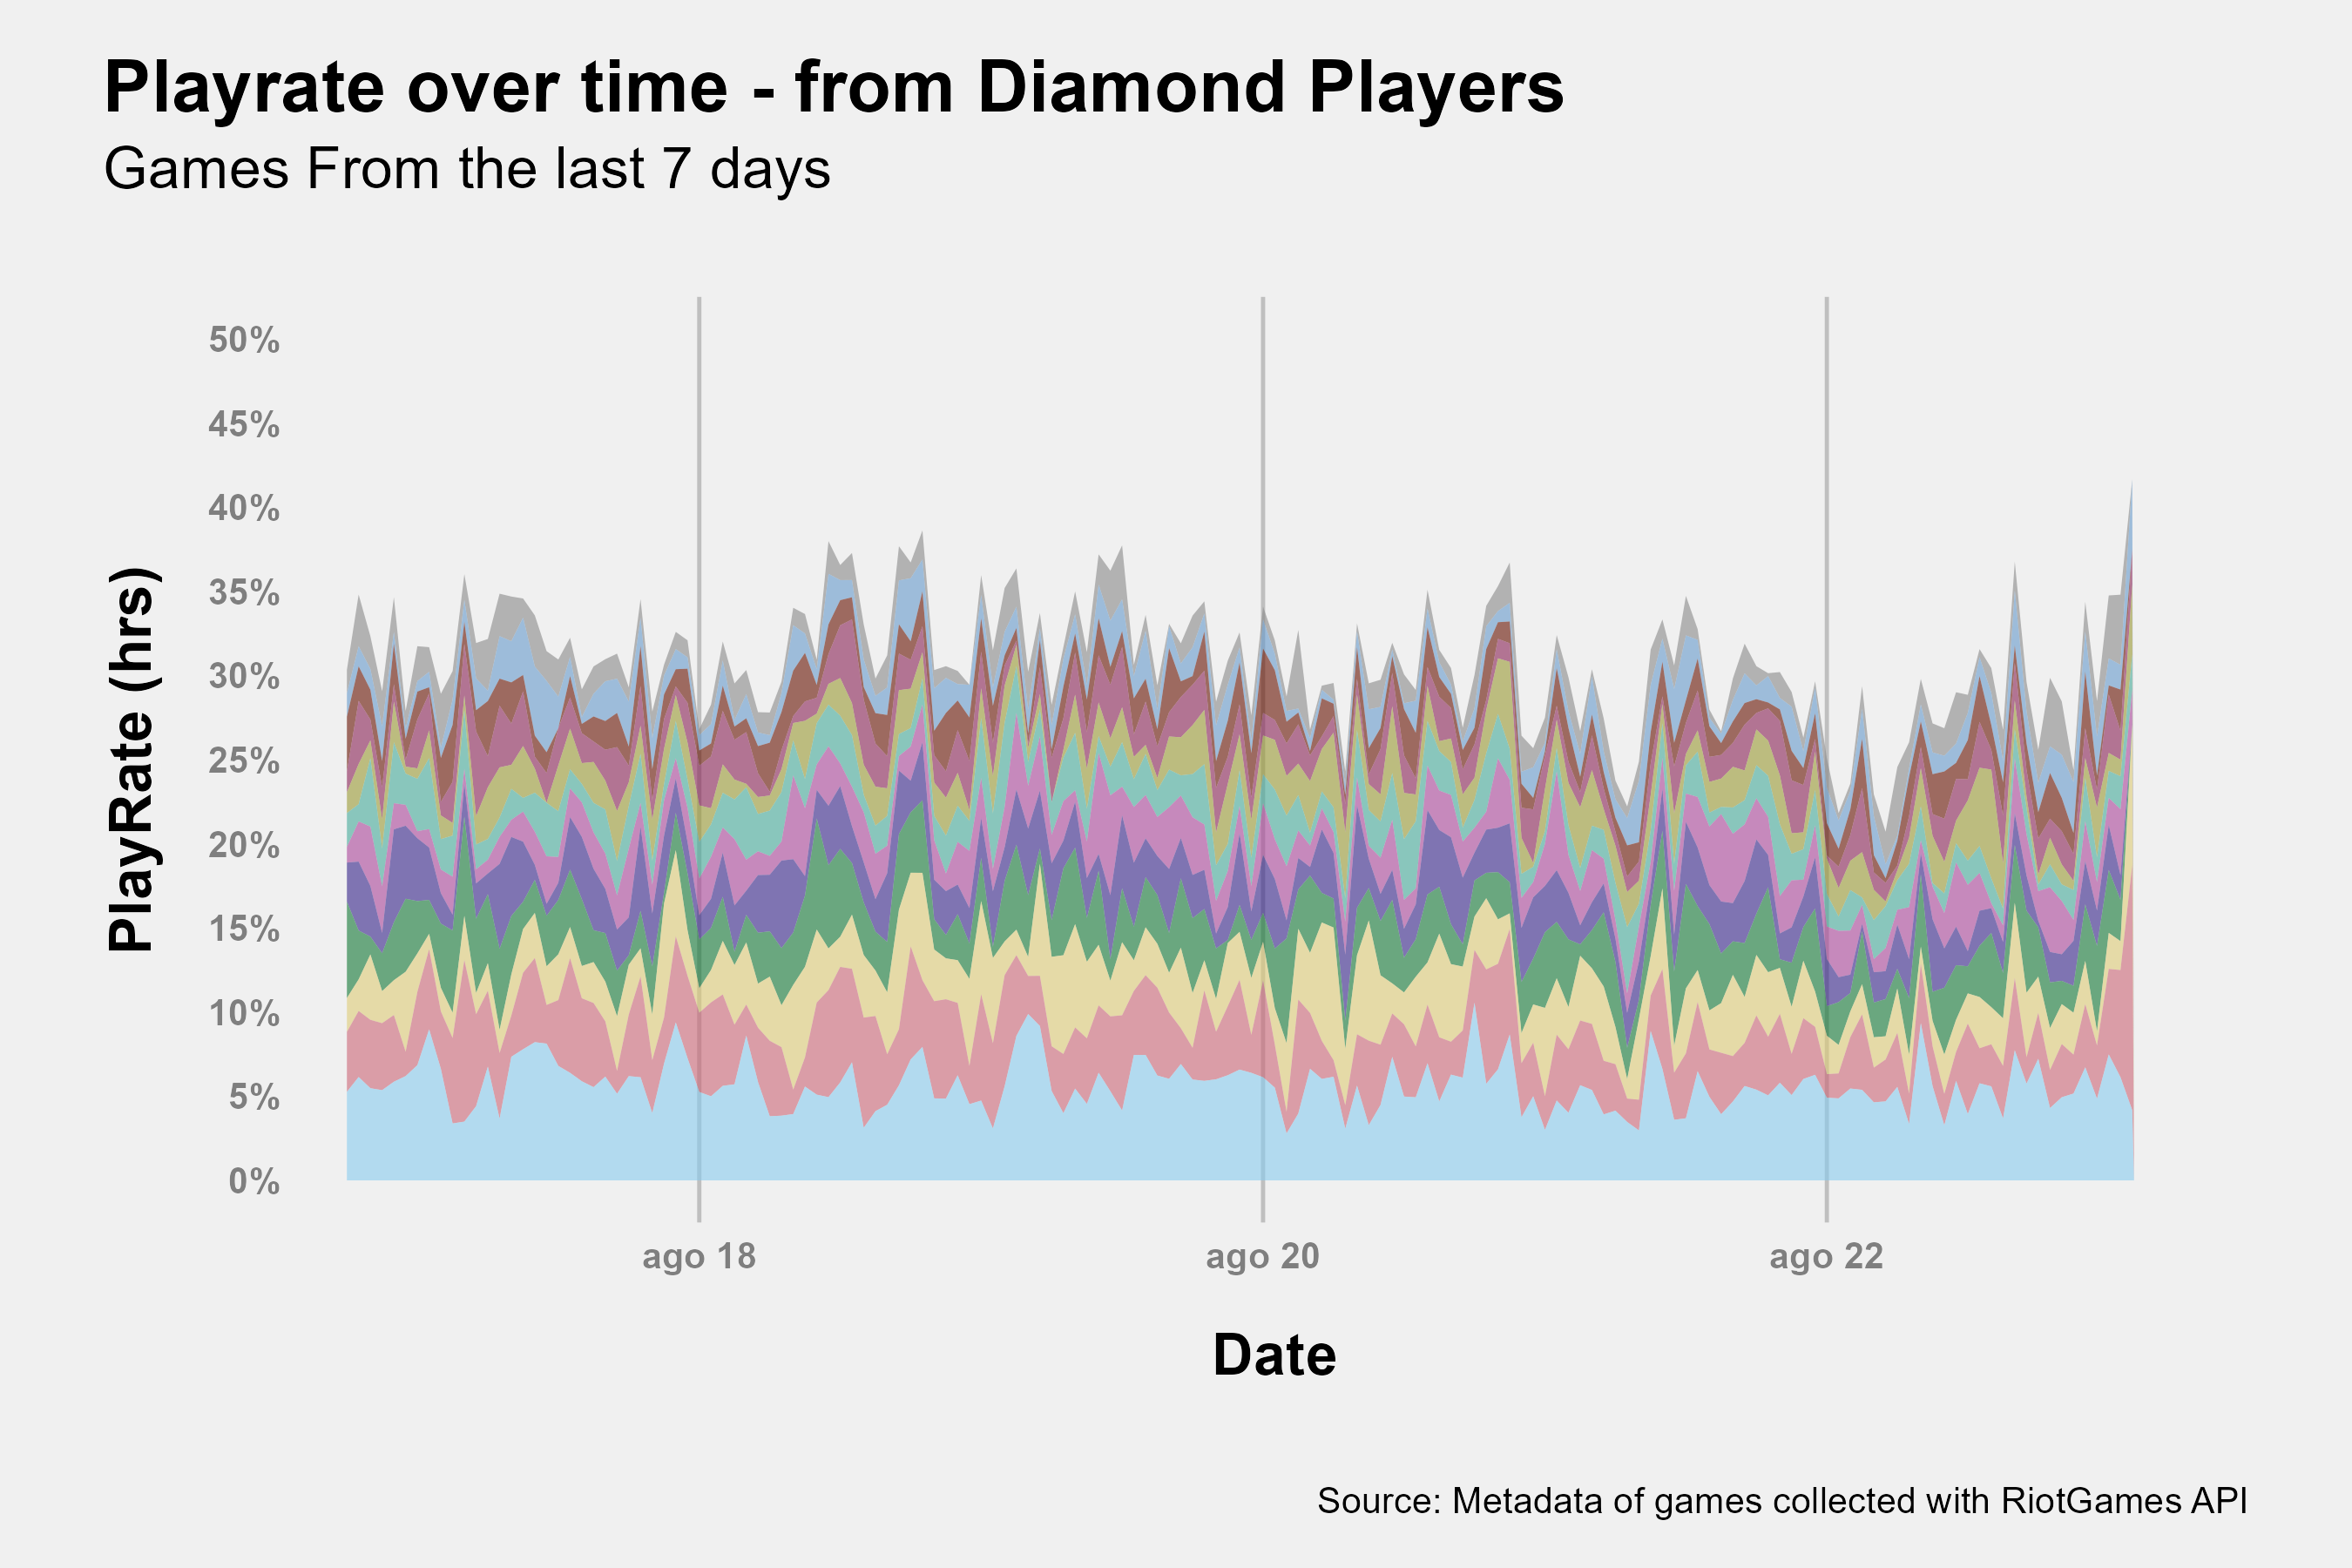 Playrate over time - from Diamond Players
Games From the last 7 days
50%
45%
40%
35%
30%
25%
20%
15%
10%
5%
0%
PlayRate (hrs)
ago 18
ago 20
ago 22
Date
Source: Metadata of games collected with RiotGames API